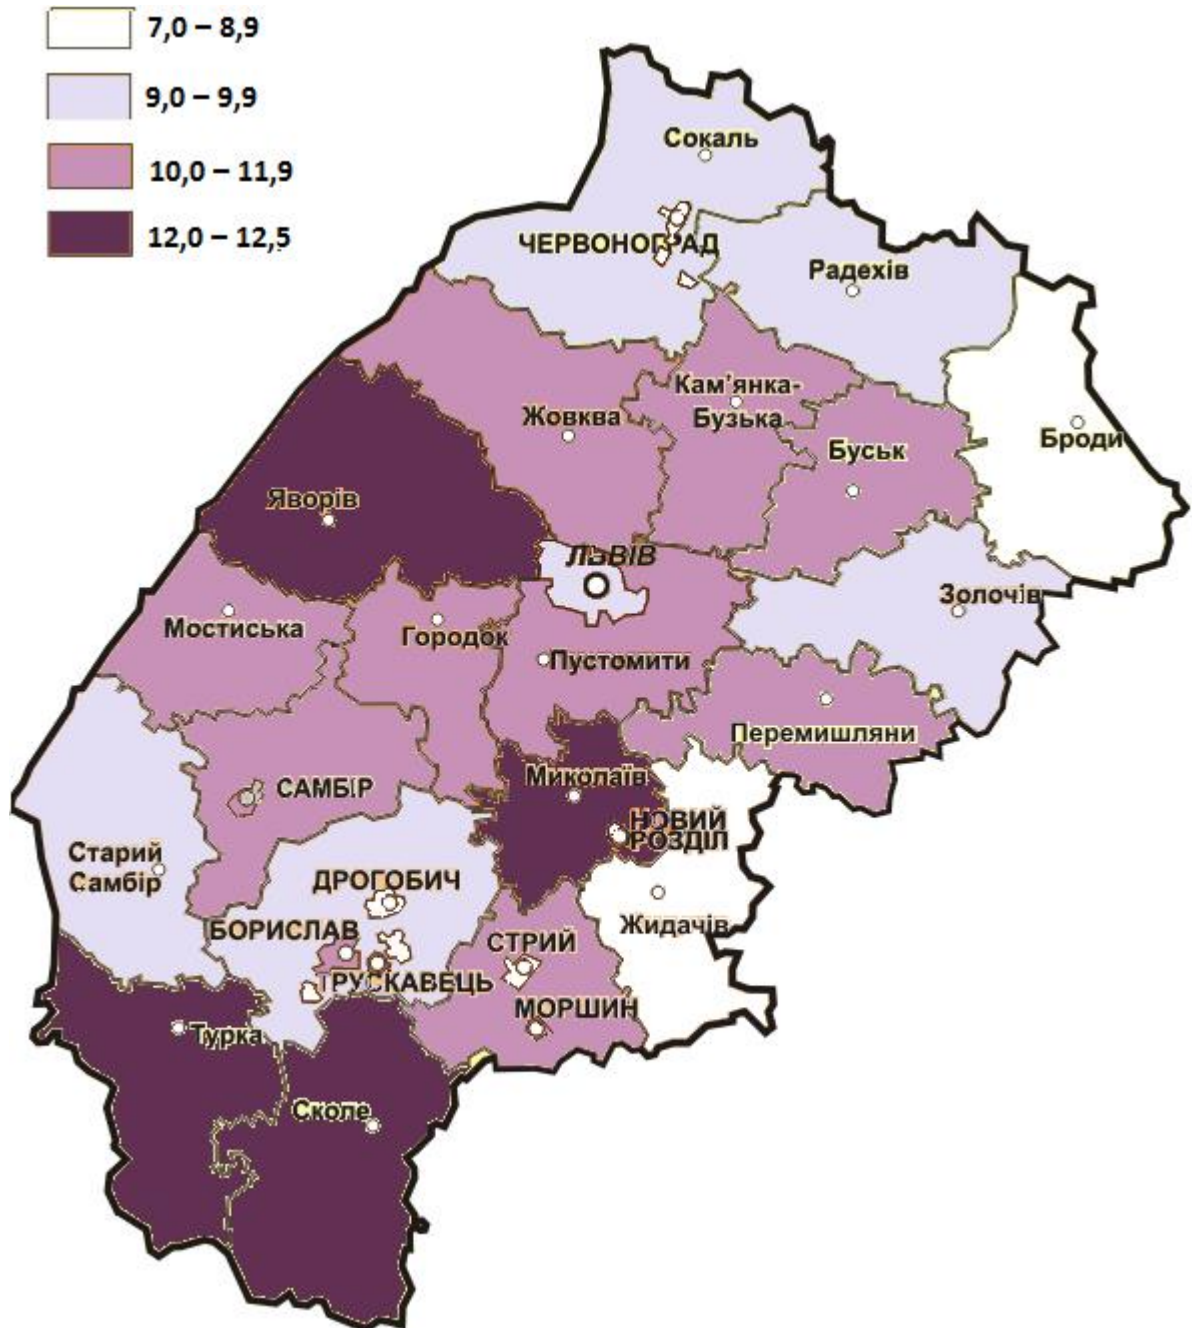 7,0 – 8,9
9,0 – 9,9
10,0 – 11,9
12,0 – 12,5
Сокаль
ЧЕРВОНОГРАД
Радехів
Кам'янка-
Бузька
Жовква
Броди
Буськ
Яворів
ЛЬВІВ
Золочів
Мостиська
Городок
Пустомити
Перемишляни
Миколаїв
САМБІР
НОВИЙ
РОЗДІЛ
Старий
Самбір
ДРОГОБИЧ
Жидачів
БОРИСЛАВ
СТРИЙ
ТРУСКАВЕЦЬ
МОРШИН
Турка
Сколе